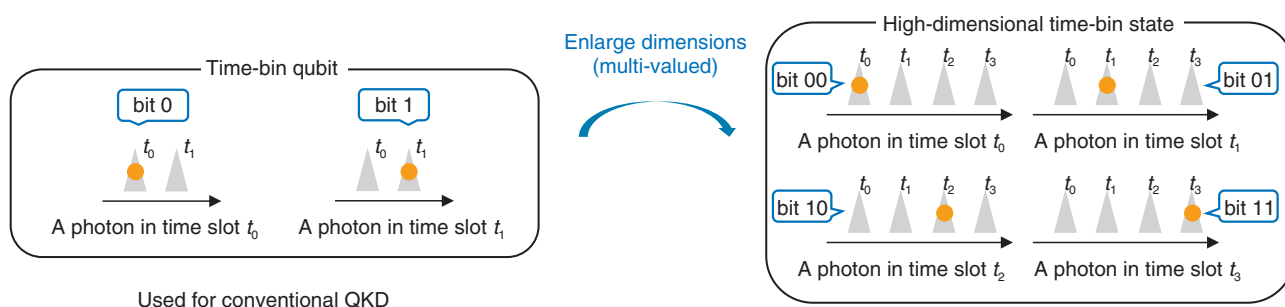 Time-bin qubit
bit 0
bit 1
t0 t1
t0 t1
A photon in time slot t0
A photon in time slot t1
Used for conventional QKD
Enlarge dimensions
(multi-valued)
High-dimensional time-bin state
t0 t1 t2 t3
t0 t1 t2 t3
bit 00
bit 01
A photon in time slot t0
A photon in time slot t1
t0 t1 t2 t3
t0 t1 t2 t3
bit 10
bit 11
A photon in time slot t2
A photon in time slot t3